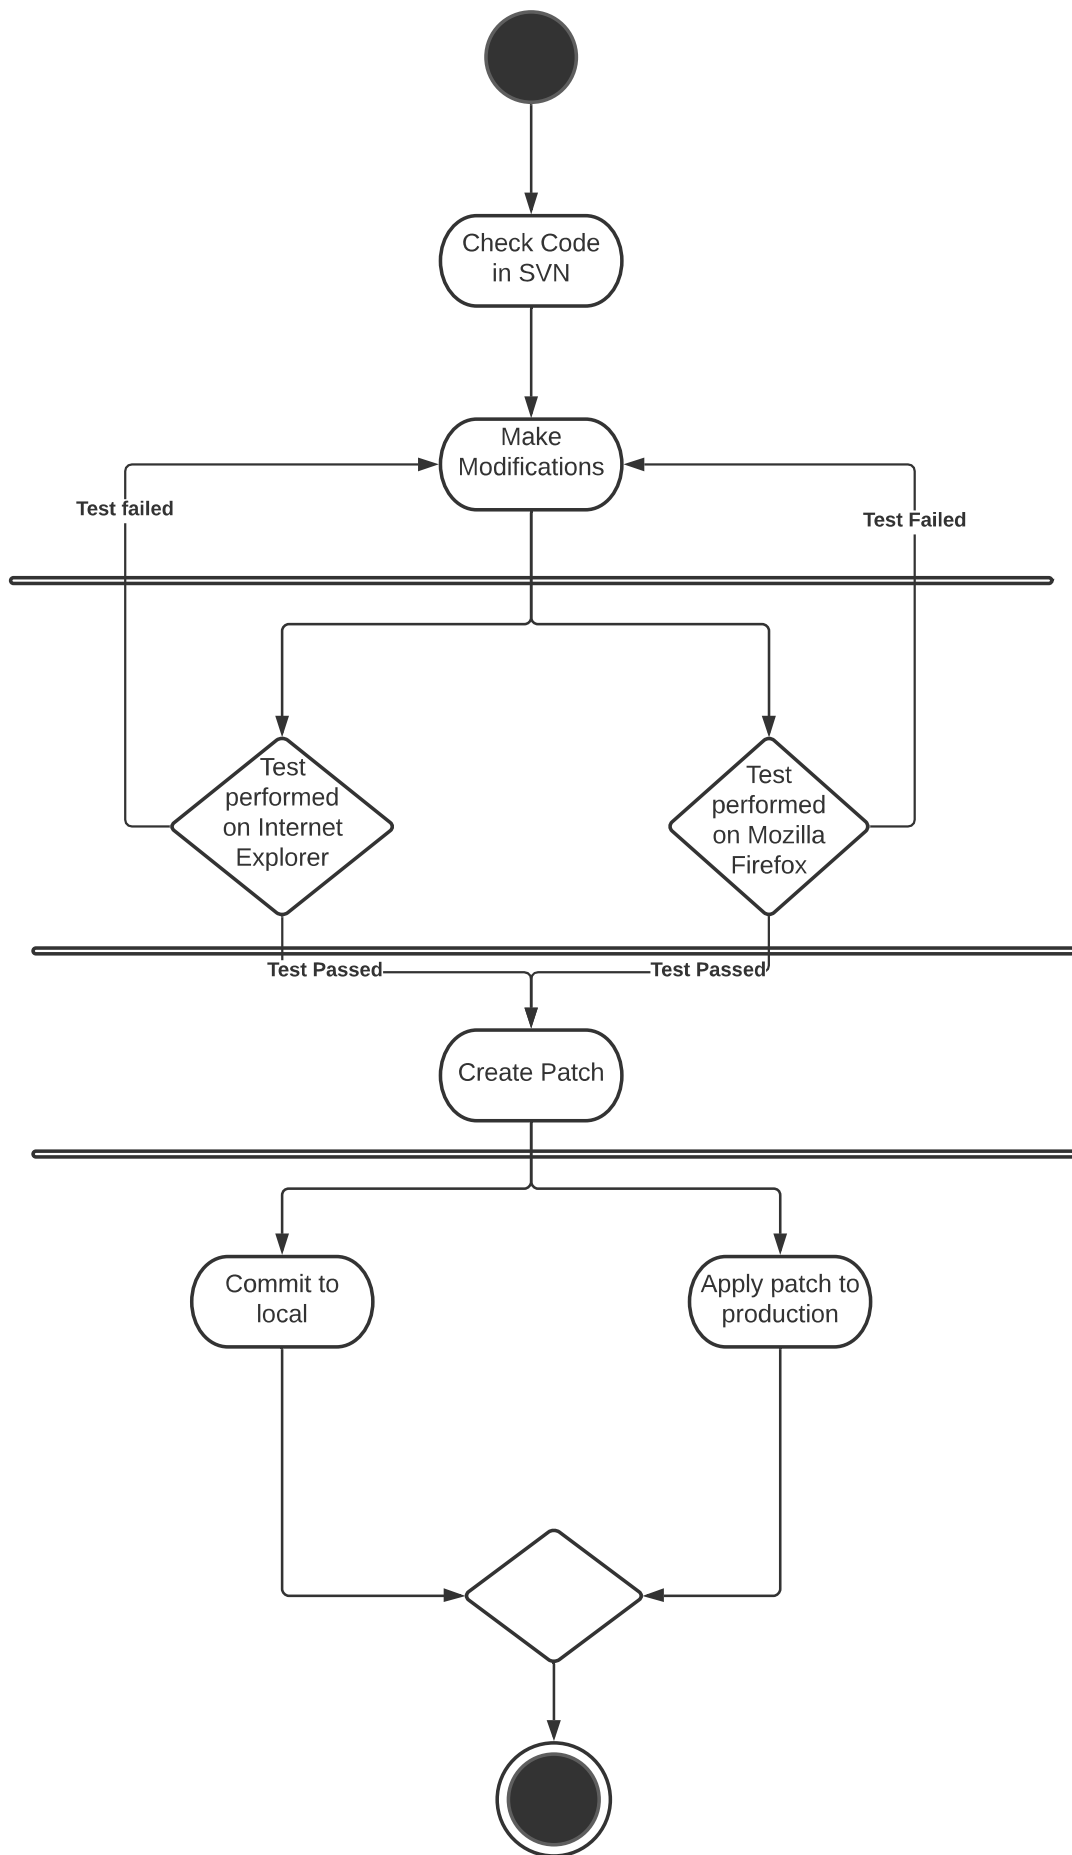 Check Code
in SVN
Make
Modifications
Test failed
Test Failed
Test
performed
on Internet
Explorer
Test
performed
on Mozilla
Firefox
Test Passed
Test Passed
Create Patch
Commit to
local
Apply patch to
production